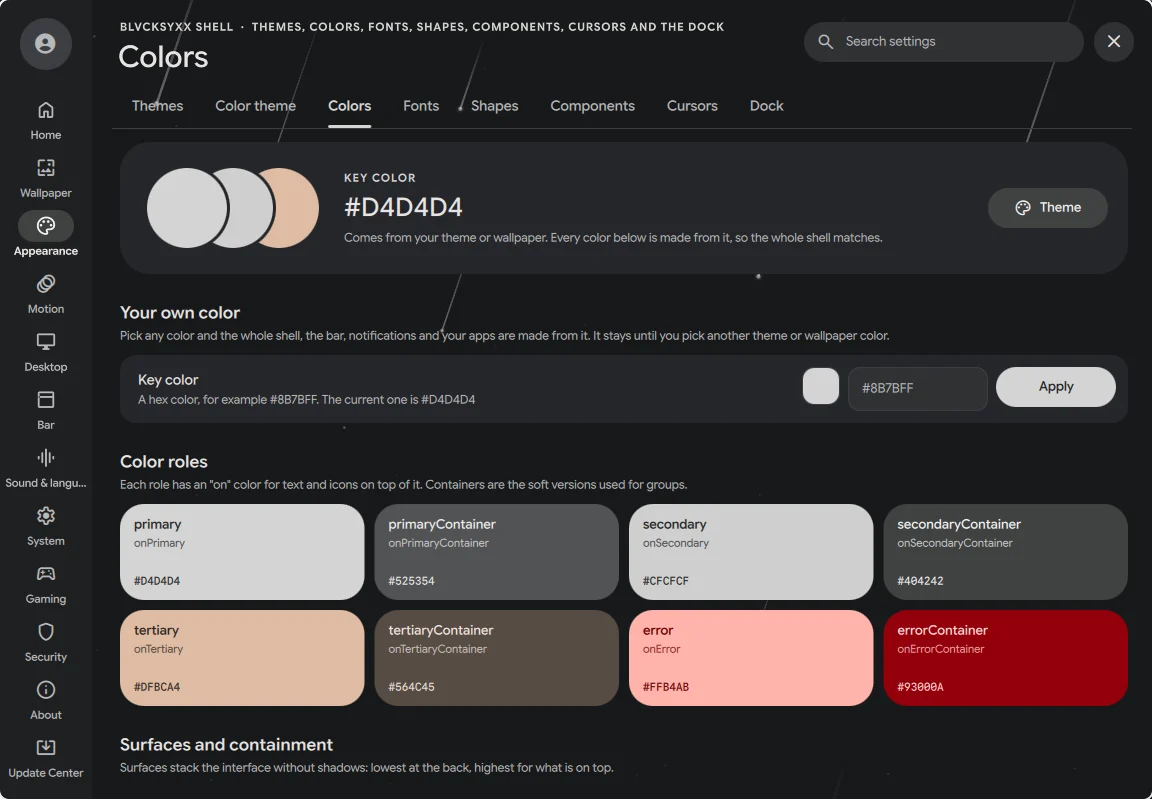 BLVCKSYXX SHELL · THEMES, COLORS, FONTS, SHAPES, COMPONENTS, CURSORS AND THE DOCK
Colors
Search settings
Themes
Color theme
Colors
Fonts
Shapes
Components
Cursors
Dock
Home
Wallpaper
Appearance
Motion
Desktop
Bar
Sound & langu...
System
Gaming
Security
About
Update Center
KEY COLOR
#D4D4D4
Comes from your theme or wallpaper. Every color below is made from it, so the whole shell matches.
Theme
Your own color
Pick any color and the whole shell, the bar, notifications and your apps are made from it. It stays until you pick another theme or wallpaper color.
Key color
A hex color, for example #8B7BFF. The current one is #D4D4D4
#8B7BFF
Apply
Color roles
Each role has an "on" color for text and icons on top of it. Containers are the soft versions used for groups.
primary
onPrimary
#D4D4D4
primaryContainer
onPrimaryContainer
#525354
secondary
onSecondary
#CFCFCF
secondaryContainer
onSecondaryContainer
#404242
tertiary
onTertiary
#DFBCA4
tertiaryContainer
onTertiaryContainer
#564C45
error
onError
#FFB4AB
errorContainer
onErrorContainer
#93000A
Surfaces and containment
Surfaces stack the interface without shadows: lowest at the back, highest for what is on top.